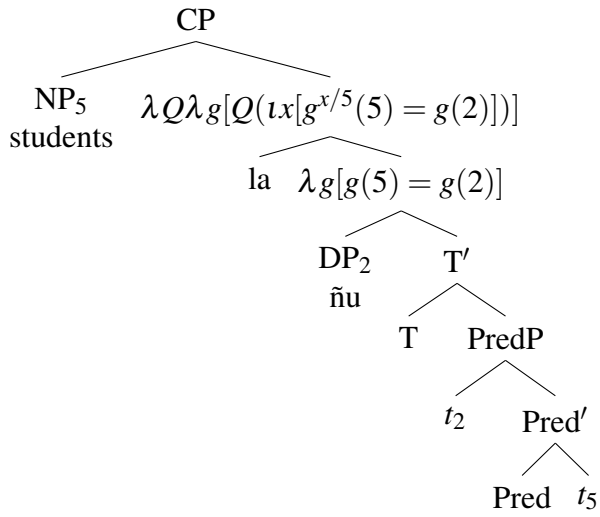 CP
NP₅ λQλg[Q(ιx[gˣ/⁵(5) = g(2)])]
students
la λg[g(5) = g(2)]
DP₂ T′
ñu
T PredP
t₂ Pred′
Pred t₅